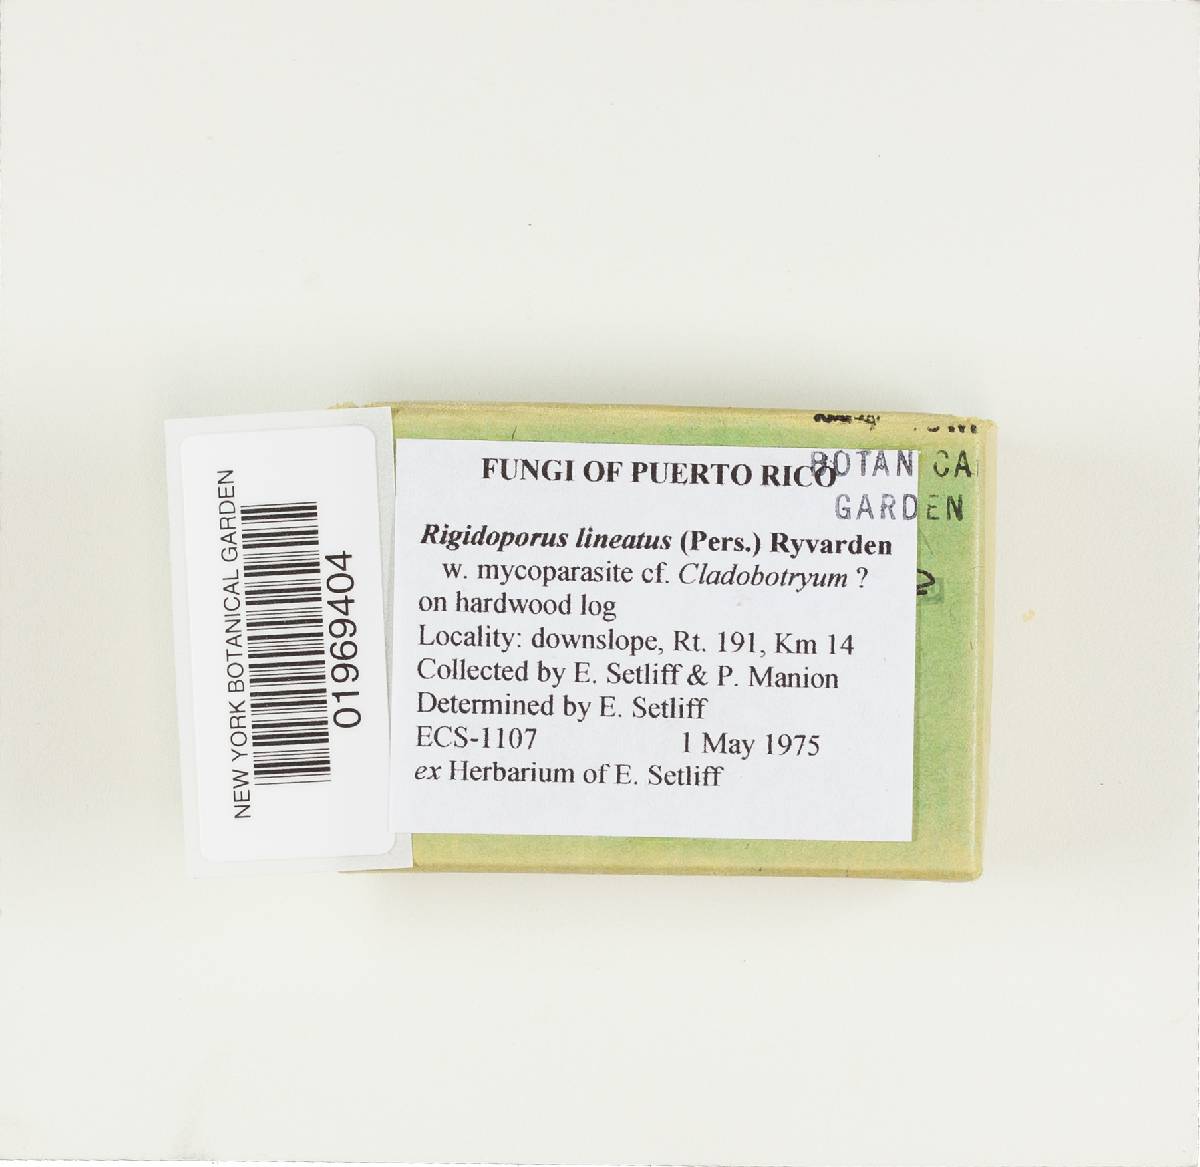 NEW YORK BOTANICAL GARDEN
01969404
BOTANICA
GARDEN
FUNGI OF PUERTO RICO
Rigidoporus lineatus (Pers.) Ryvarden
w. mycoparasite cf. Cladobotryum ?
on hardwood log
Locality: downslope, Rt. 191, Km 14
Collected by E. Setliff & P. Manion
Determined by E. Setliff
ECS-1107 1 May 1975
ex Herbarium of E. Setliff